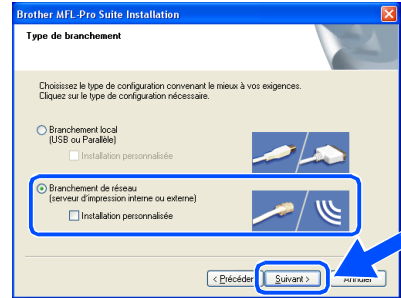 Brother MFL-Pro Suite Installation
Type de branchement
Choisissez le type de configuration convenant le mieux à vos exigences.
Cliquez sur le type de configuration nécessaire.
Branchement local
(USB ou Parallèle)
Installation personnalisée
Branchement de réseau
(serveur d'impression interne ou externe)
Installation personnalisée
< Précéder Suivant > Annuler